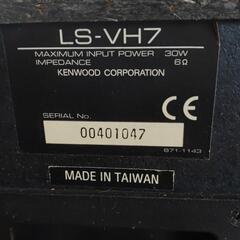 LS-VH7
MAXIMUM INPUT POWER 30W
IMPEDANCE 6Ω
KENWOOD CORPORATION
SERIAL No.
00401047
CE
B71-1143
MADE IN TAIWAN